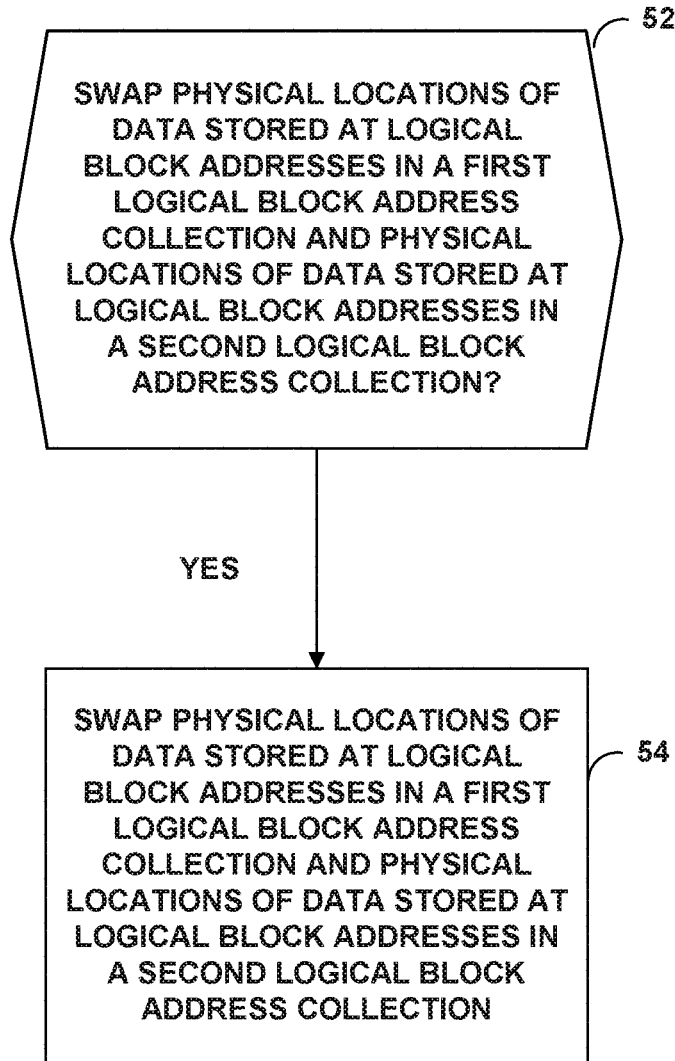 52
SWAP PHYSICAL LOCATIONS OF
DATA STORED AT LOGICAL
BLOCK ADDRESSES IN A FIRST
LOGICAL BLOCK ADDRESS
COLLECTION AND PHYSICAL
LOCATIONS OF DATA STORED AT
LOGICAL BLOCK ADDRESSES IN
A SECOND LOGICAL BLOCK
ADDRESS COLLECTION?
YES
54
SWAP PHYSICAL LOCATIONS OF
DATA STORED AT LOGICAL
BLOCK ADDRESSES IN A FIRST
LOGICAL BLOCK ADDRESS
COLLECTION AND PHYSICAL
LOCATIONS OF DATA STORED AT
LOGICAL BLOCK ADDRESSES IN
A SECOND LOGICAL BLOCK
ADDRESS COLLECTION